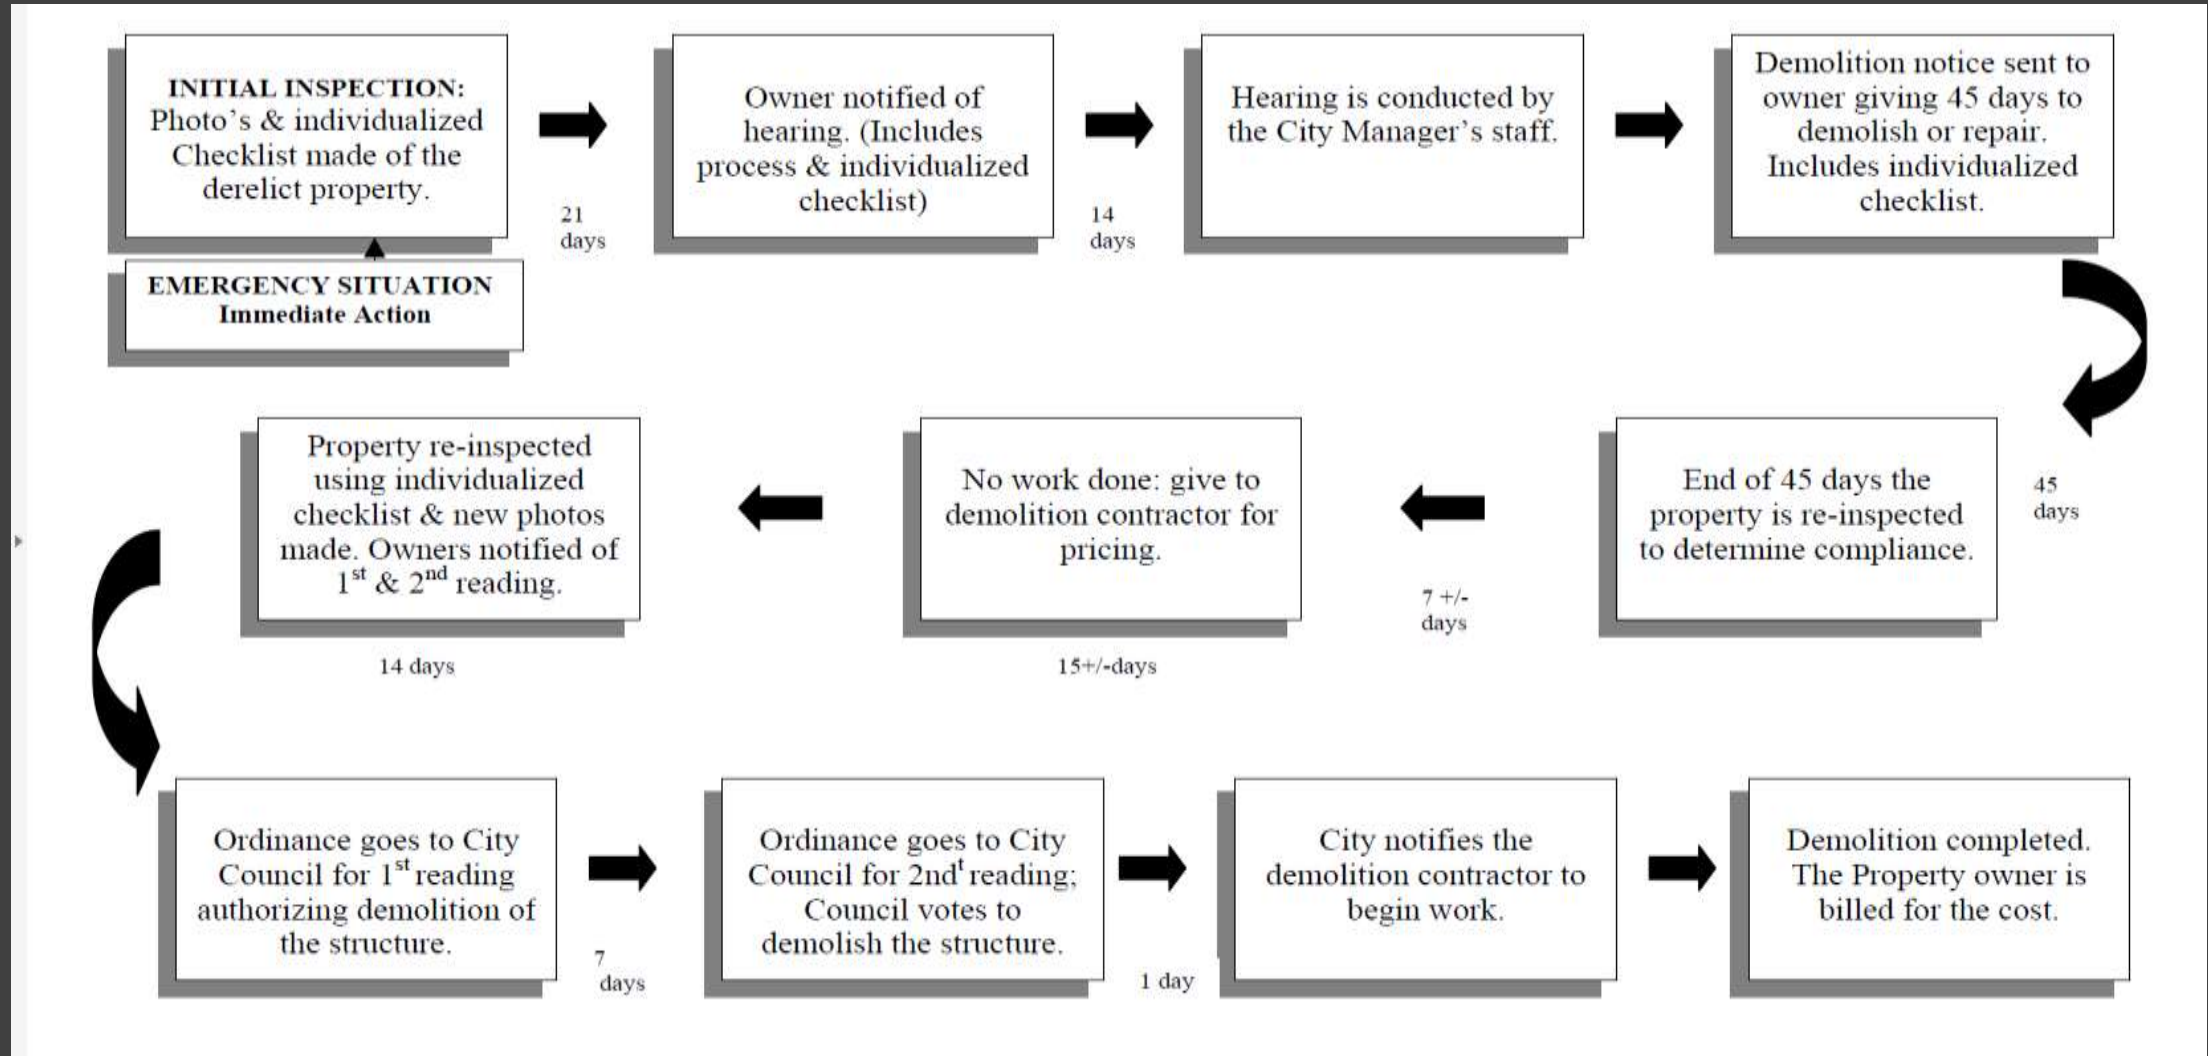 INITIAL INSPECTION:
Photo's & individualized
Checklist made of the
derelict property.
EMERGENCY SITUATION
Immediate Action
21
days
Owner notified of
hearing. (Includes
process & individualized
checklist)
14
days
Hearing is conducted by
the City Manager's staff.
Demolition notice sent to
owner giving 45 days to
demolish or repair.
Includes individualized
checklist.
45
days
End of 45 days the
property is re-inspected
to determine compliance.
7 +/-
days
No work done: give to
demolition contractor for
pricing.
15+/-days
Property re-inspected
using individualized
checklist & new photos
made. Owners notified of
1st & 2nd reading.
14 days
Ordinance goes to City
Council for 1st reading
authorizing demolition of
the structure.
7
days
Ordinance goes to City
Council for 2ndt reading;
Council votes to
demolish the structure.
1 day
City notifies the
demolition contractor to
begin work.
Demolition completed.
The Property owner is
billed for the cost.